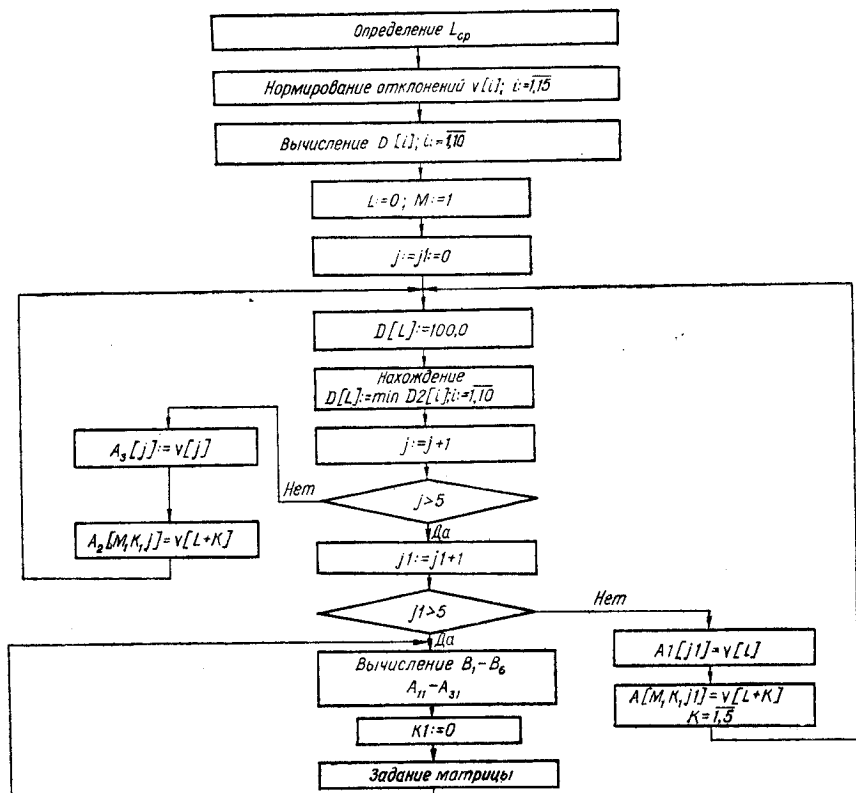 Определение L_ср
Нормирование отклонений v[i]; i:=1,15
Вычисление D[i]; i:=1,10
L:=0; M:=1
j:=j1:=0
D[L]:=100,0
Нахождение
D[L]:=min D2[i]; i:=1,10
j:=j+1
A₃[j]:=v[j]
Нет
j>5
A₂[M,K,j]=v[L+K]
Да
j1:=j1+1
Нет
j1>5
Да
A1[j1]=v[L]
Вычисление B₁–B₆
A₁₁–A₃₁
A[M,K,j1]=v[L+K]
K=1,5
K1:=0
Задание матрицы